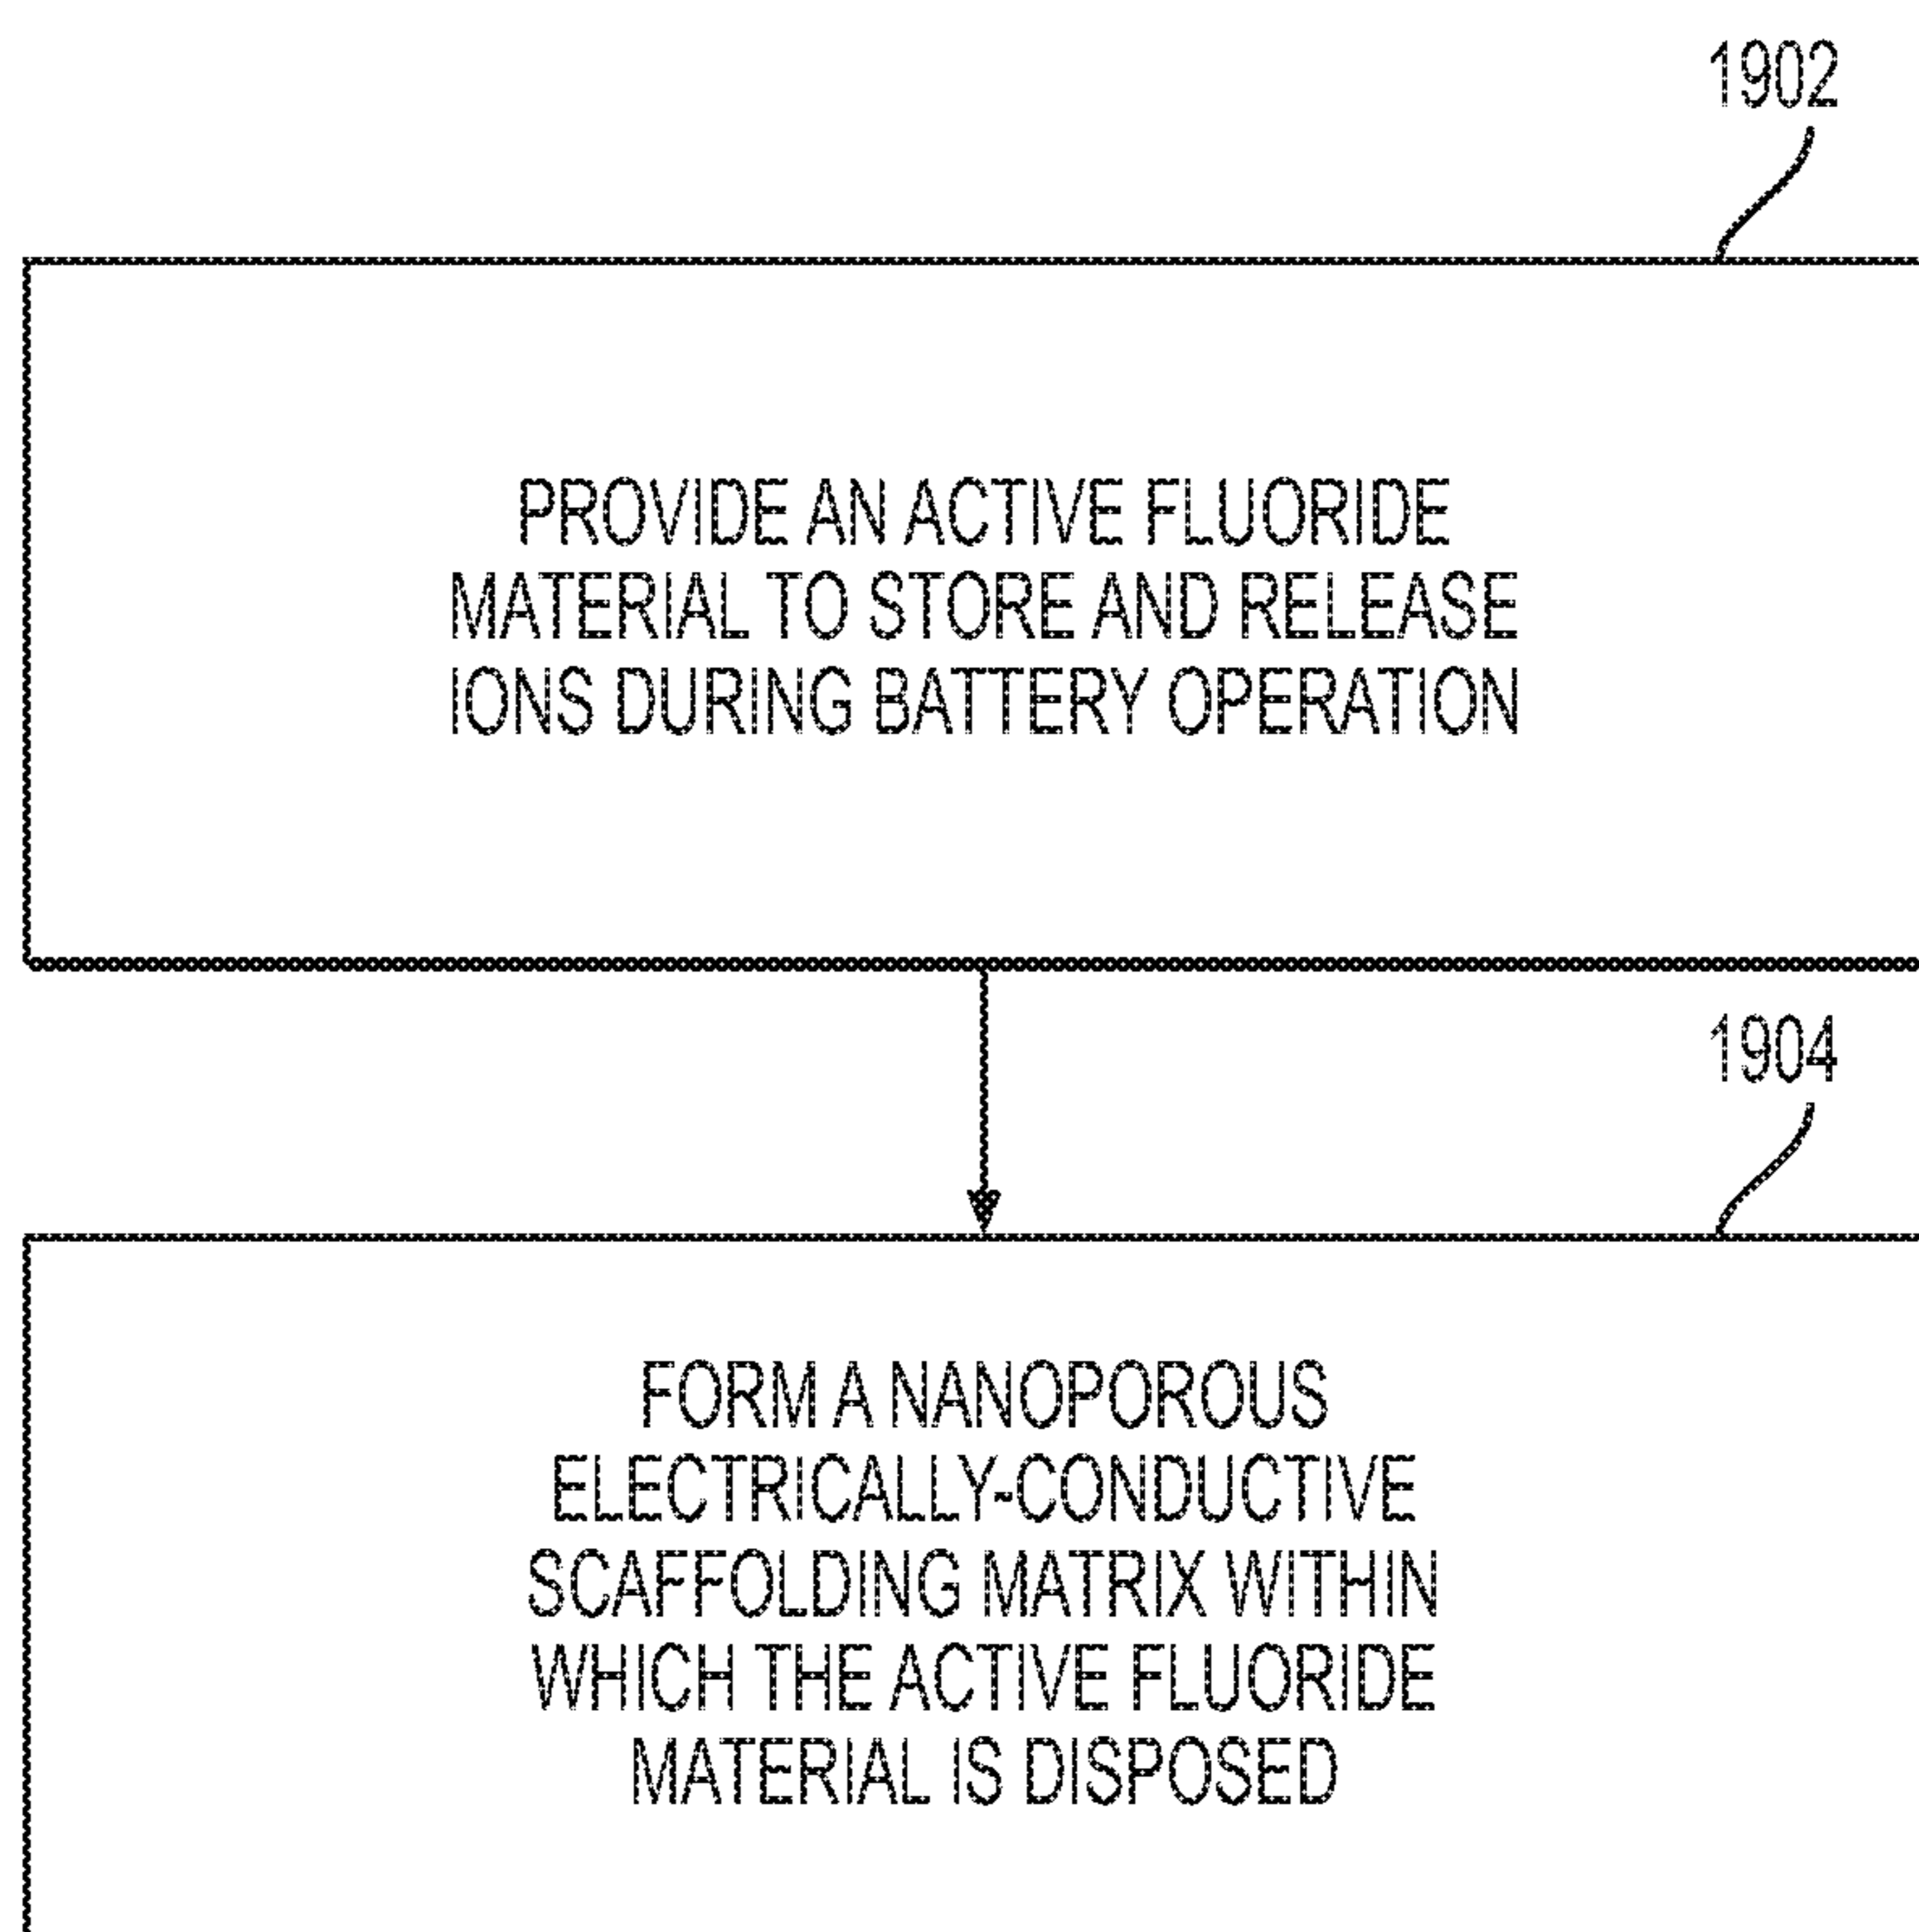 1902
PROVIDE AN ACTIVE FLUORIDE
MATERIAL TO STORE AND RELEASE
IONS DURING BATTERY OPERATION
1904
FORM A NANOPOROUS
ELECTRICALLY-CONDUCTIVE
SCAFFOLDING MATRIX WITHIN
WHICH THE ACTIVE FLUORIDE
MATERIAL IS DISPOSED